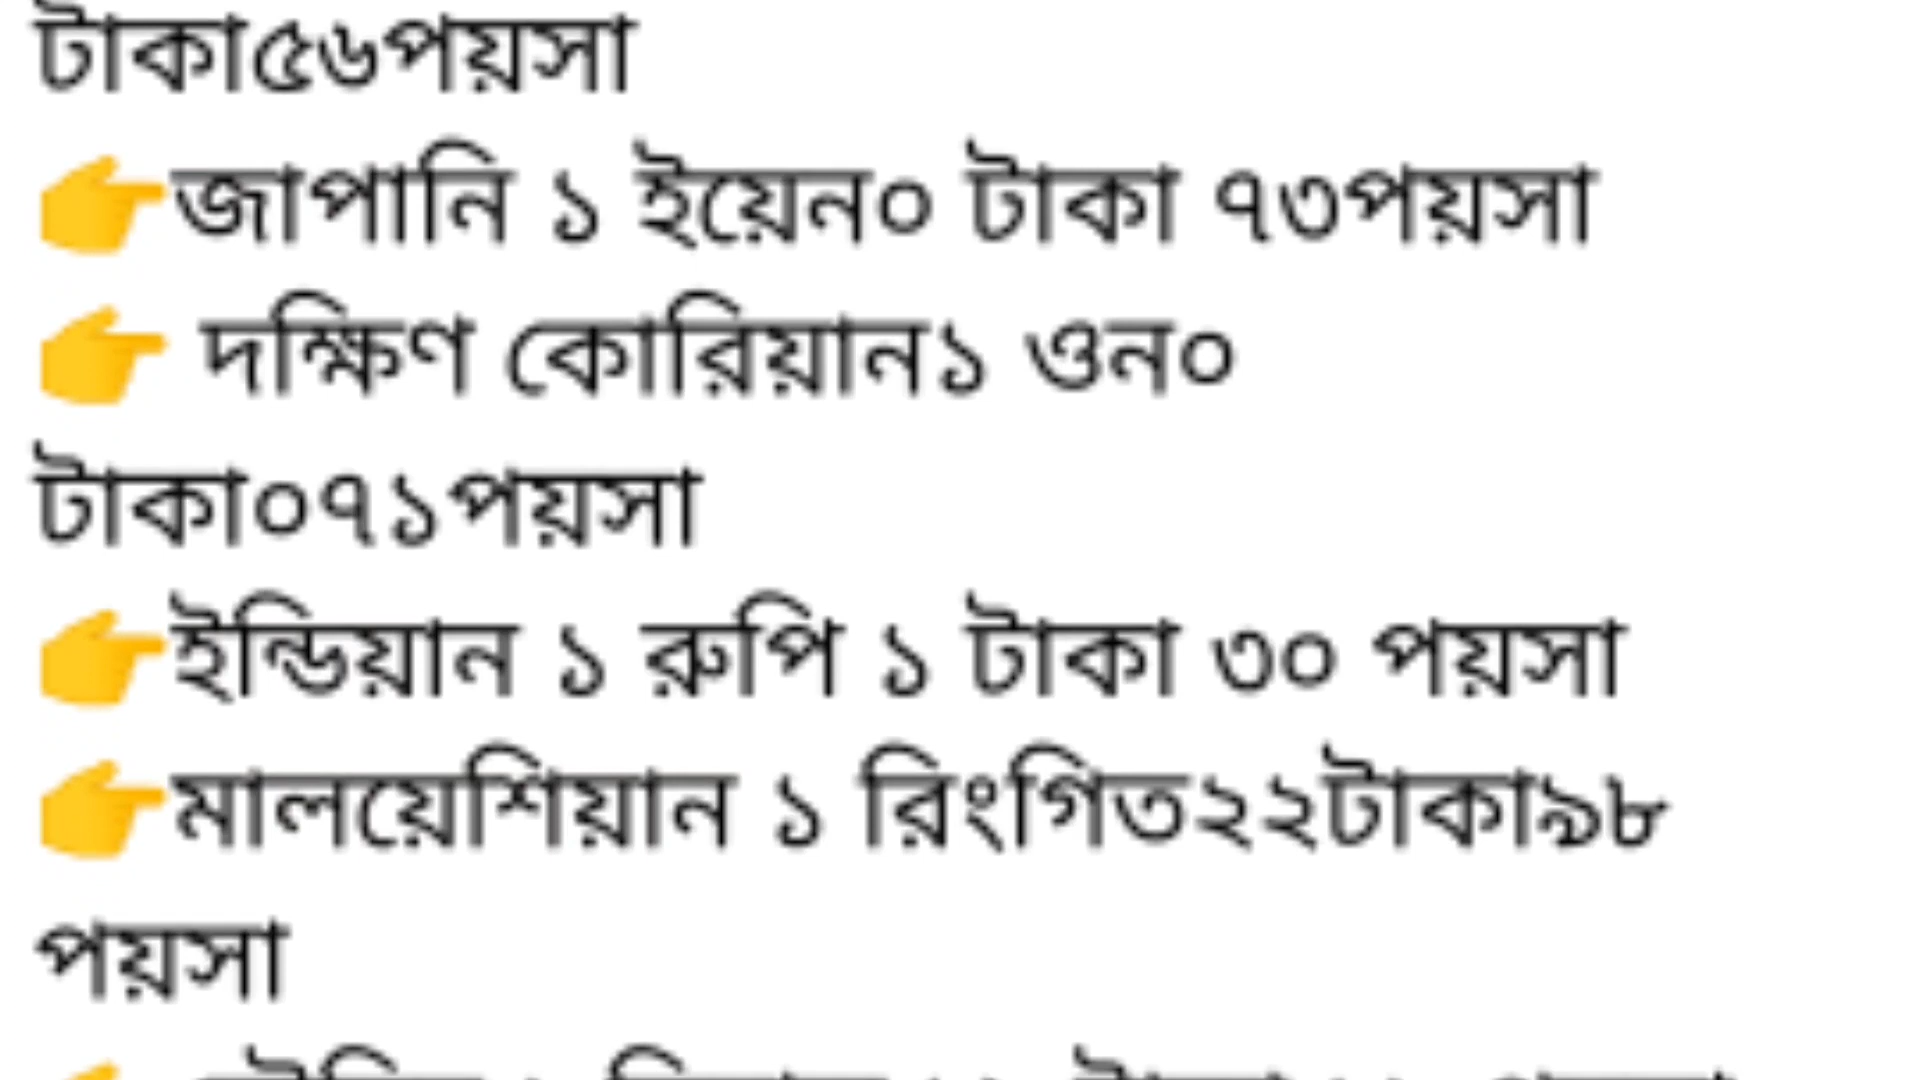 টাকা৫৬পয়সা
👉জাপানি ১ ইয়েন০ টাকা ৭৩পয়সা
👉 দক্ষিণ কোরিয়ান১ ওন০
টাকা০৭১পয়সা
👉ইন্ডিয়ান ১ রুপি ১ টাকা ৩০ পয়সা
👉মালয়েশিয়ান ১ রিংগিত২২টাকা৯৮
পয়সা